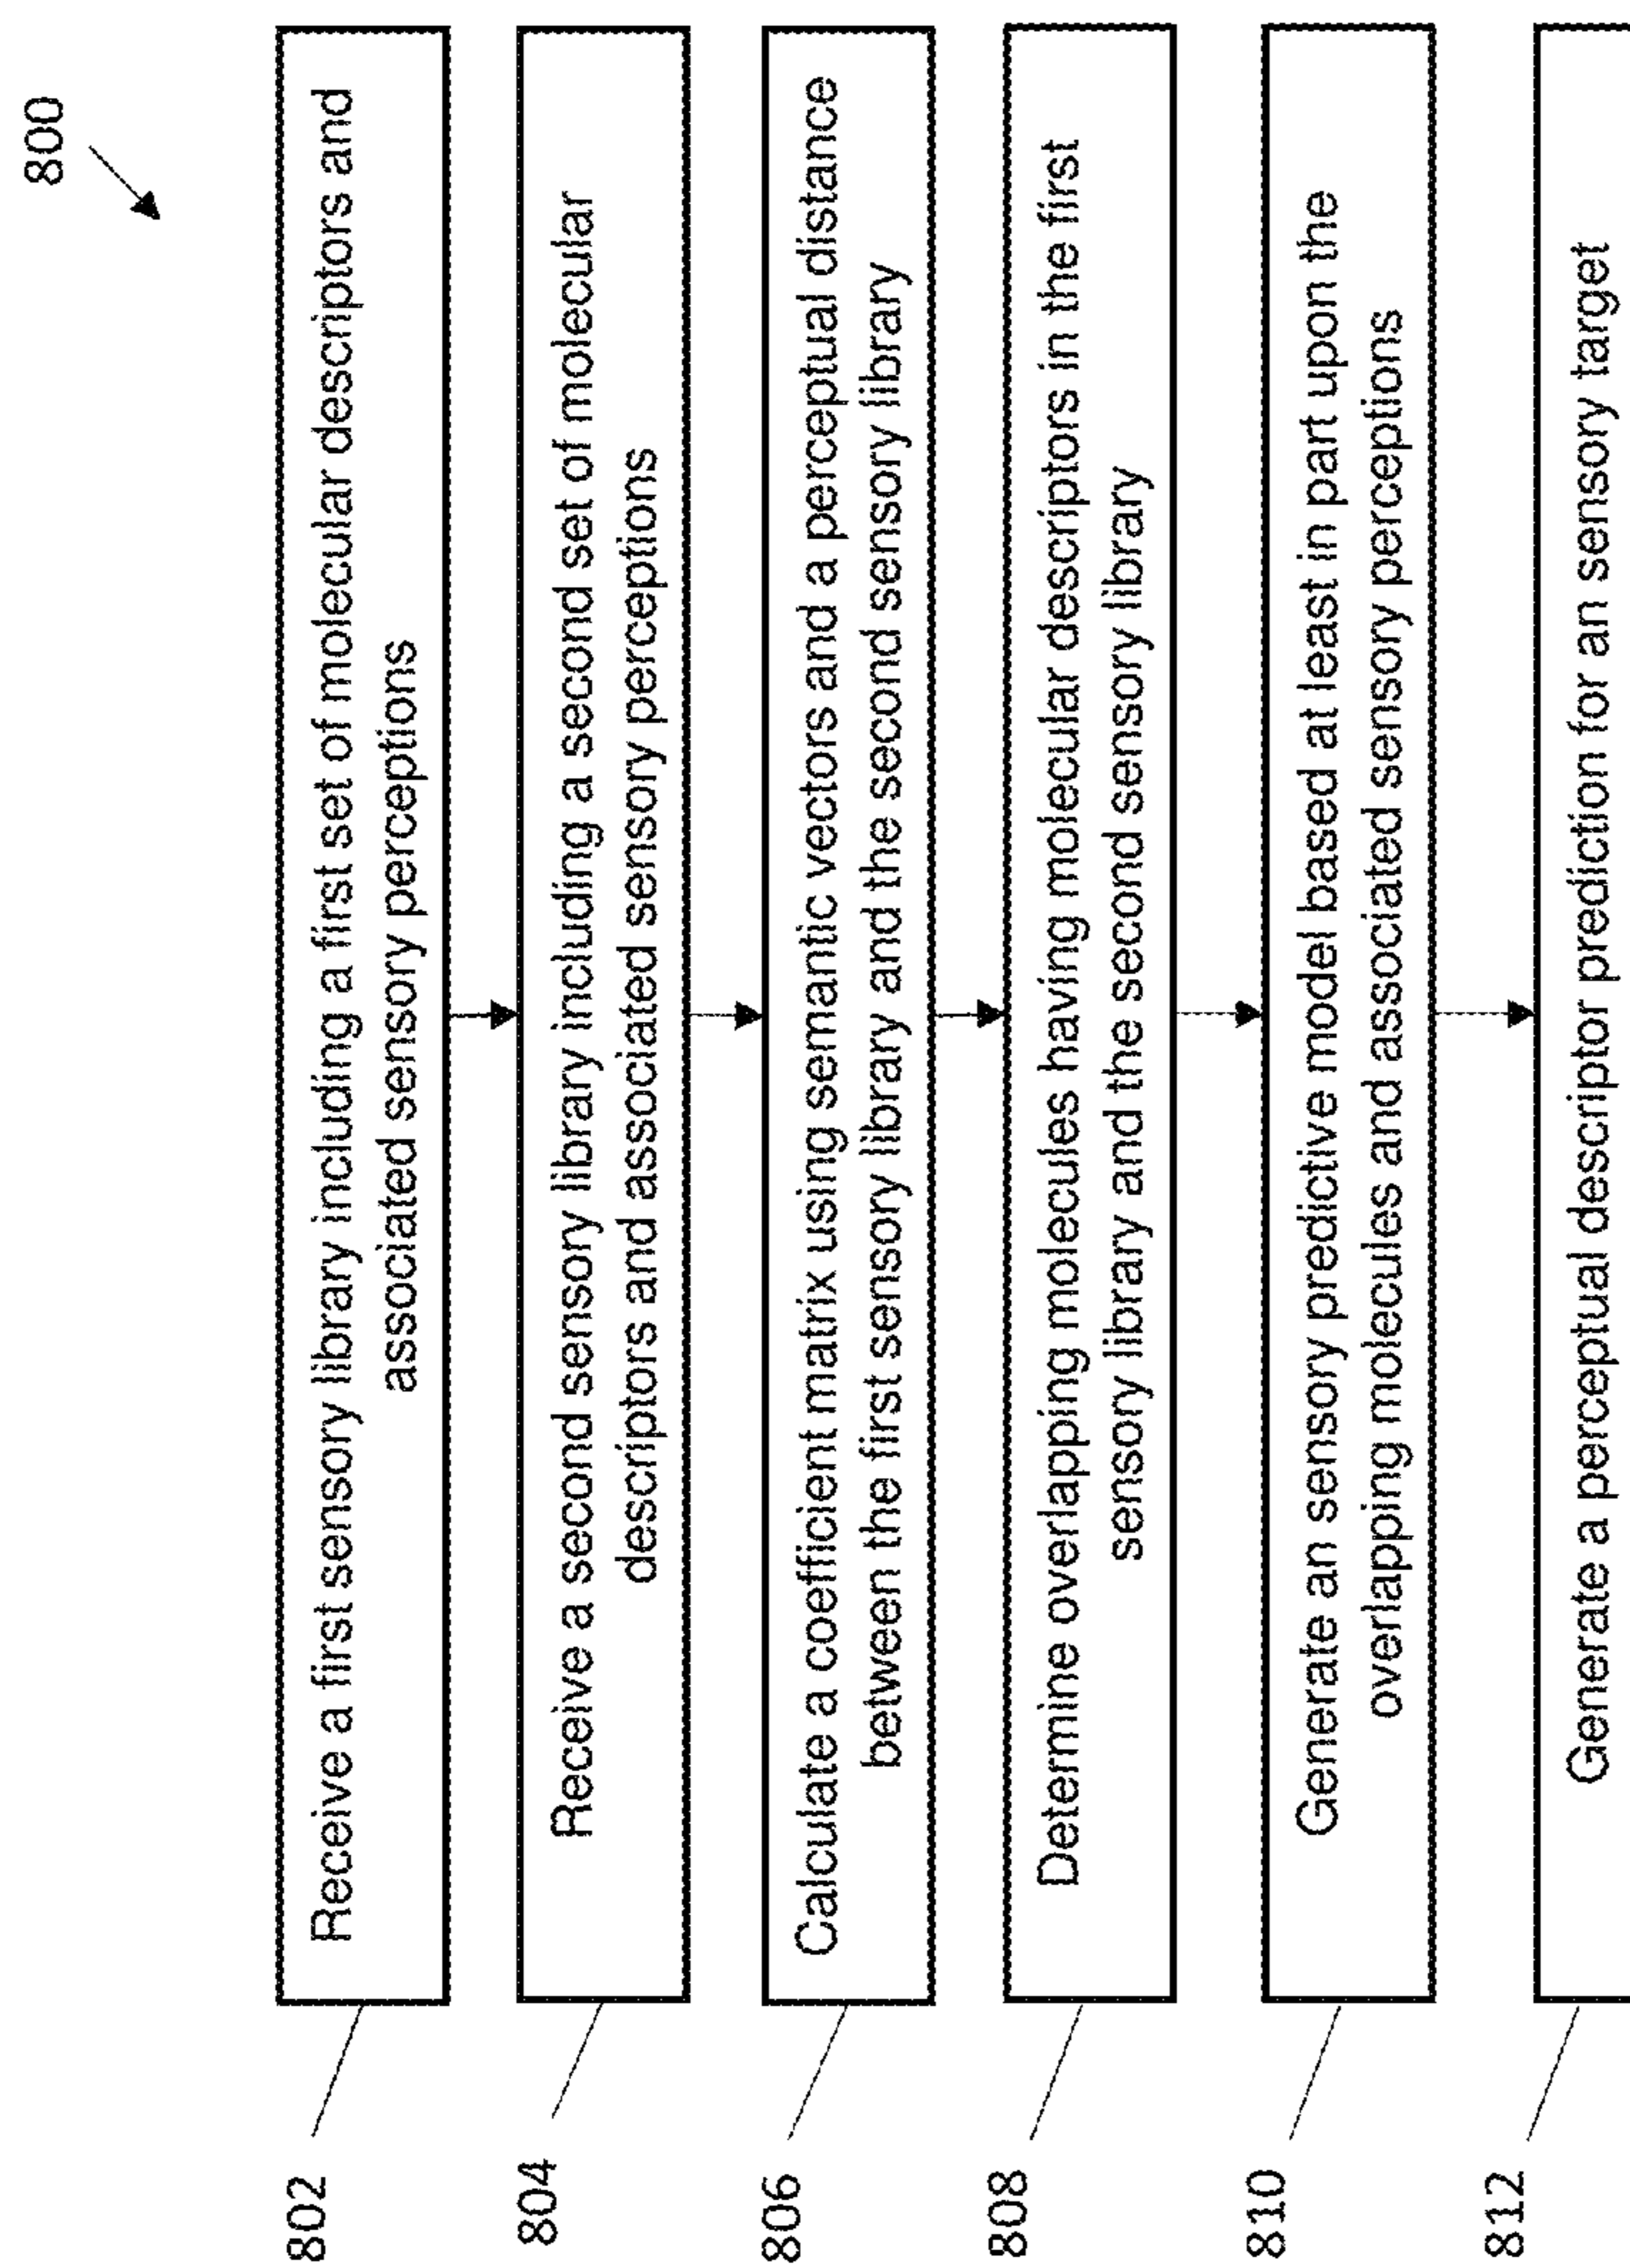 800
802
Receive a first sensory library including a first set of molecular descriptors and
associated sensory perceptions
804
Receive a second sensory library including a second set of molecular
descriptors and associated sensory perceptions
806
Calculate a coefficient matrix using semantic vectors and a perceptual distance
between the first sensory library and the second sensory library
808
Determine overlapping molecules having molecular descriptors in the first
sensory library and the second sensory library
810
Generate an sensory predictive model based at least in part upon the
overlapping molecules and associated sensory perceptions
812
Generate a perceptual descriptor prediction for an sensory target